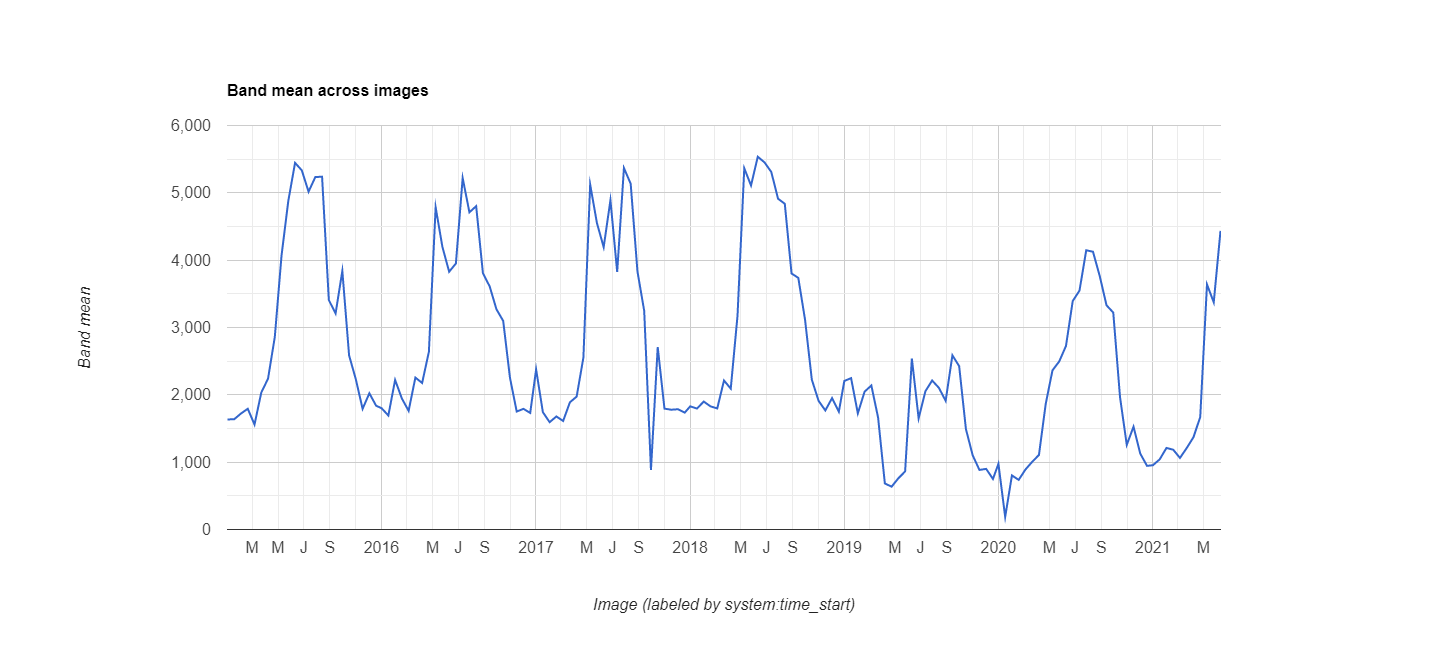 Band mean across images
6,000
5,000
4,000
3,000
2,000
1,000
0
Band mean
M M J S 2016 M J S 2017 M J S 2018 M J S 2019 M J S 2020 M J S 2021 M
Image (labeled by system:time_start)